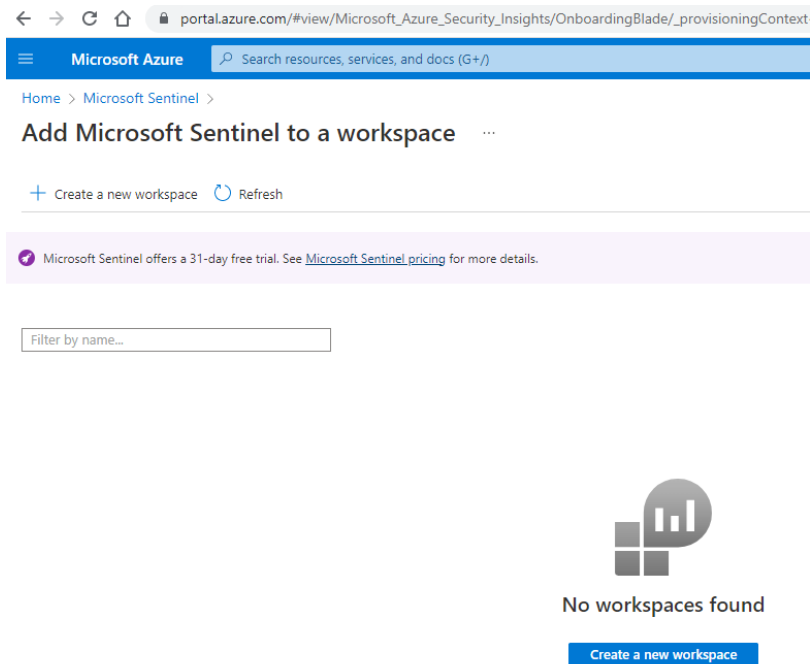 portal.azure.com/#view/Microsoft_Azure_Security_Insights/OnboardingBlade/_provisioningContext
Microsoft Azure
Search resources, services, and docs (G+/)
Home > Microsoft Sentinel >
Add Microsoft Sentinel to a workspace ...
Create a new workspace Refresh
Microsoft Sentinel offers a 31-day free trial. See Microsoft Sentinel pricing for more details.
Filter by name...
No workspaces found
Create a new workspace